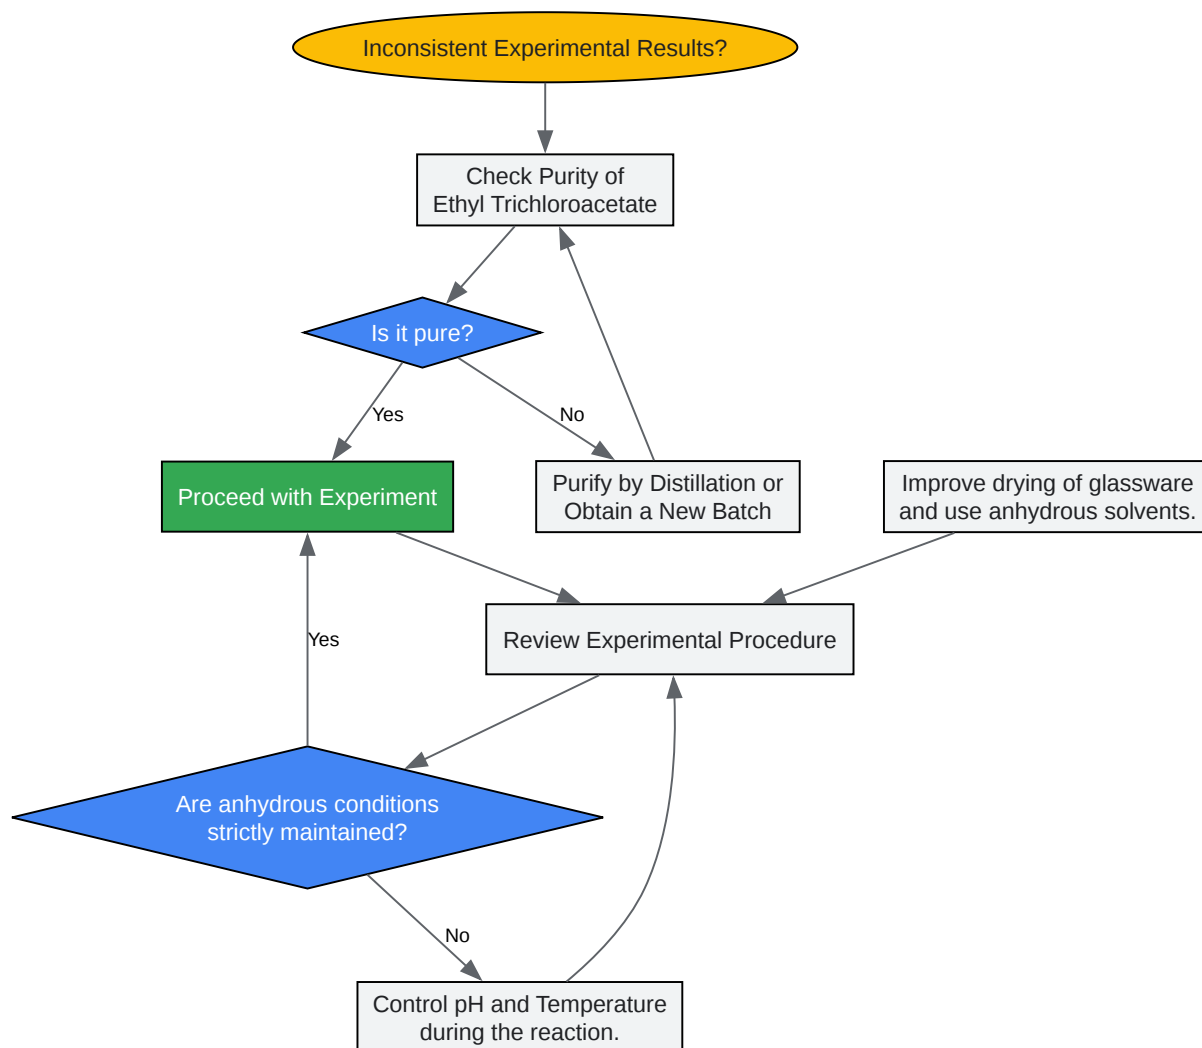 Inconsistent Experimental Results?
Check Purity of
Ethyl Trichloroacetate
Is it pure?
Yes
No
Proceed with Experiment
Purify by Distillation or
Obtain a New Batch
Improve drying of glassware
and use anhydrous solvents.
Review Experimental Procedure
Yes
Are anhydrous conditions
strictly maintained?
No
Control pH and Temperature
during the reaction.